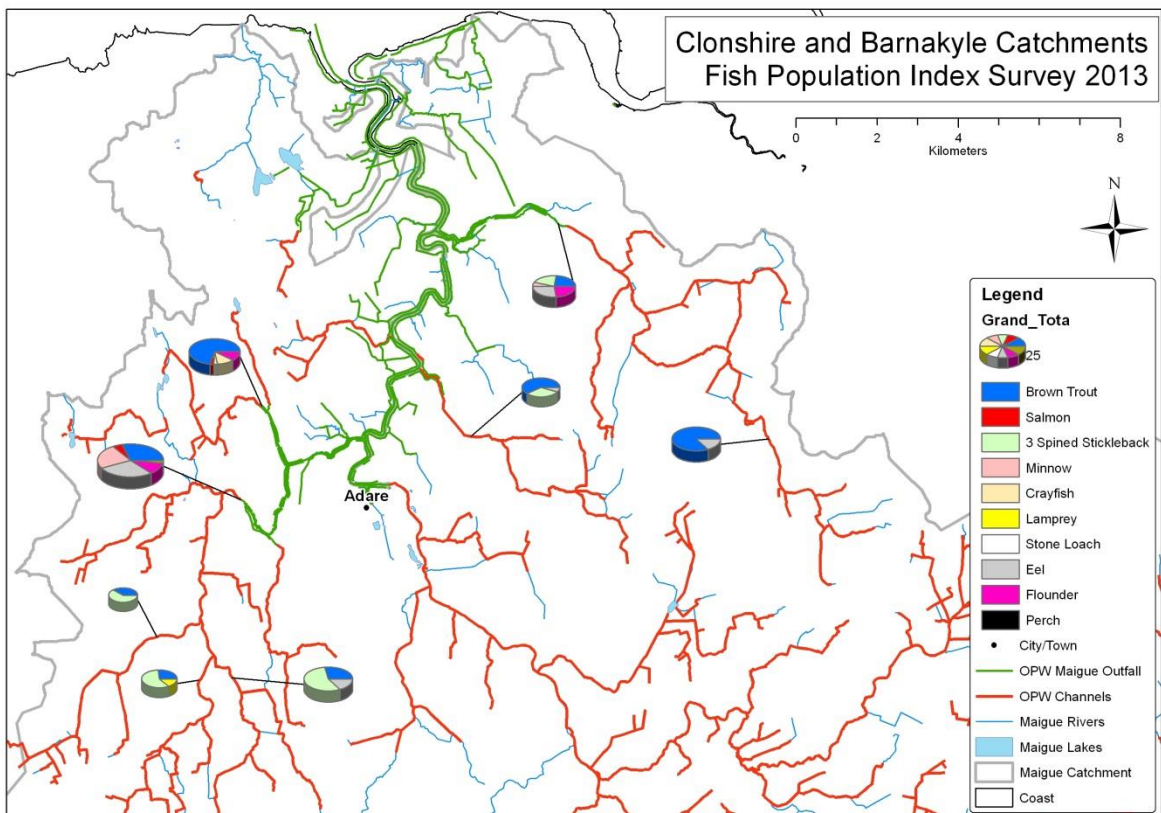 Clonshire and Barnakyle Catchments
Fish Population Index Survey 2013
0 2 4 6 8
Kilometers
N
Adare
Legend
Grand_Tota
25
Brown Trout
Salmon
3 Spined Stickleback
Minnow
Crayfish
Lamprey
Stone Loach
Eel
Flounder
Perch
City/Town
OPW Maigue Outfall
OPW Channels
Maigue Rivers
Maigue Lakes
Maigue Catchment
Coast